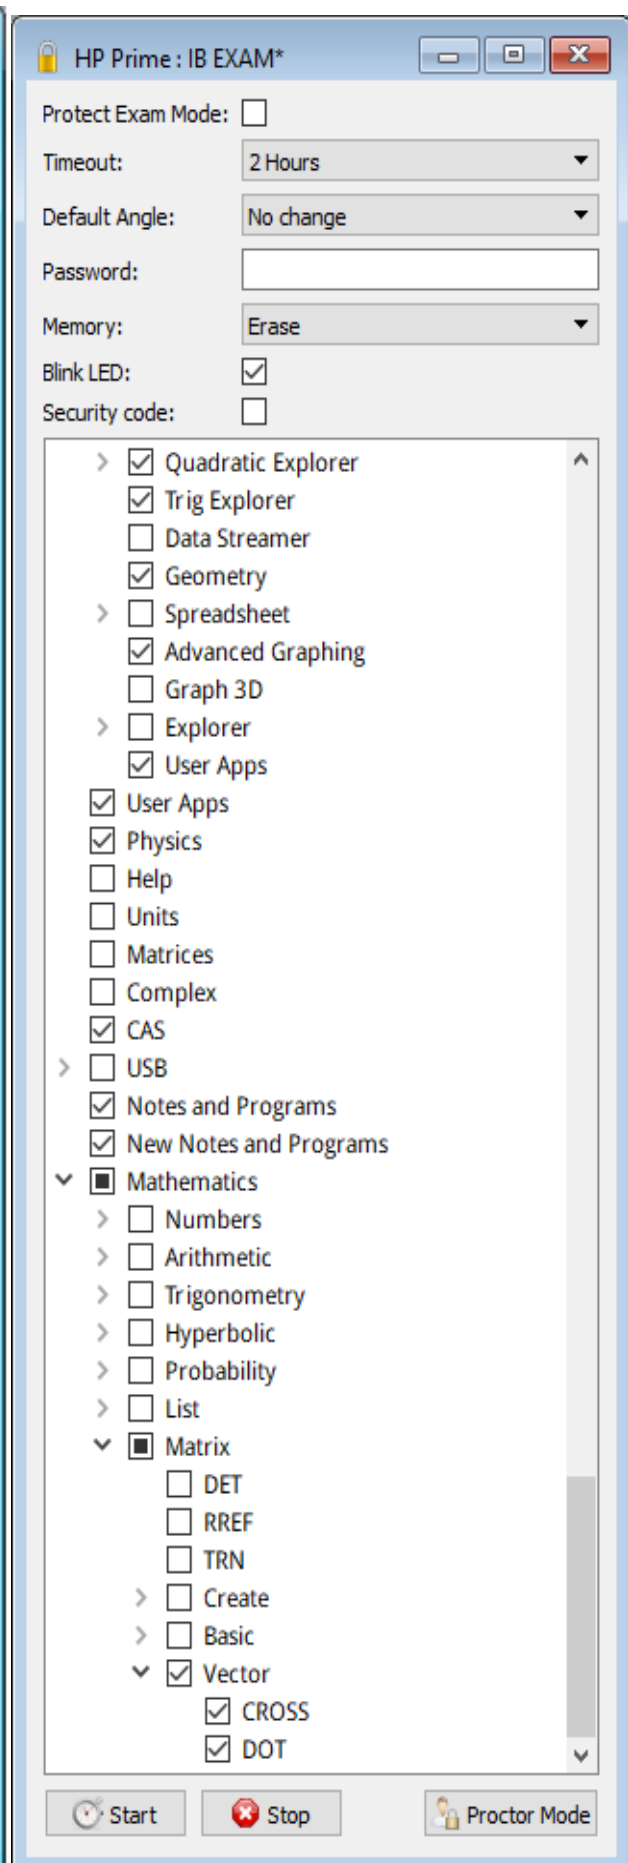 HP Prime : IB EXAM*
Protect Exam Mode:
Timeout: 2 Hours
Default Angle: No change
Password:
Memory: Erase
Blink LED:
Security code:
Quadratic Explorer
Trig Explorer
Data Streamer
Geometry
Spreadsheet
Advanced Graphing
Graph 3D
Explorer
User Apps
User Apps
Physics
Help
Units
Matrices
Complex
CAS
USB
Notes and Programs
New Notes and Programs
Mathematics
Numbers
Arithmetic
Trigonometry
Hyperbolic
Probability
List
Matrix
DET
RREF
TRN
Create
Basic
Vector
CROSS
DOT
Start Stop Proctor Mode